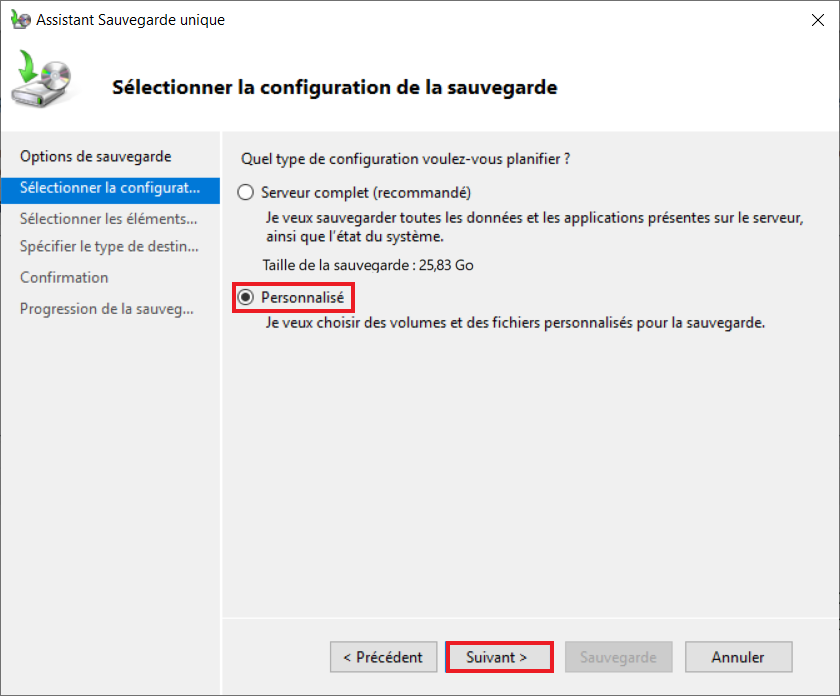 Assistant Sauvegarde unique
Sélectionner la configuration de la sauvegarde
Options de sauvegarde
Sélectionner la configurat...
Sélectionner les éléments...
Spécifier le type de destin...
Confirmation
Progression de la sauveg...
Quel type de configuration voulez-vous planifier ?
Serveur complet (recommandé)
Je veux sauvegarder toutes les données et les applications présentes sur le serveur,
ainsi que l'état du système.
Taille de la sauvegarde : 25,83 Go
Personnalisé
Je veux choisir des volumes et des fichiers personnalisés pour la sauvegarde.
< Précédent
Suivant >
Sauvegarde
Annuler